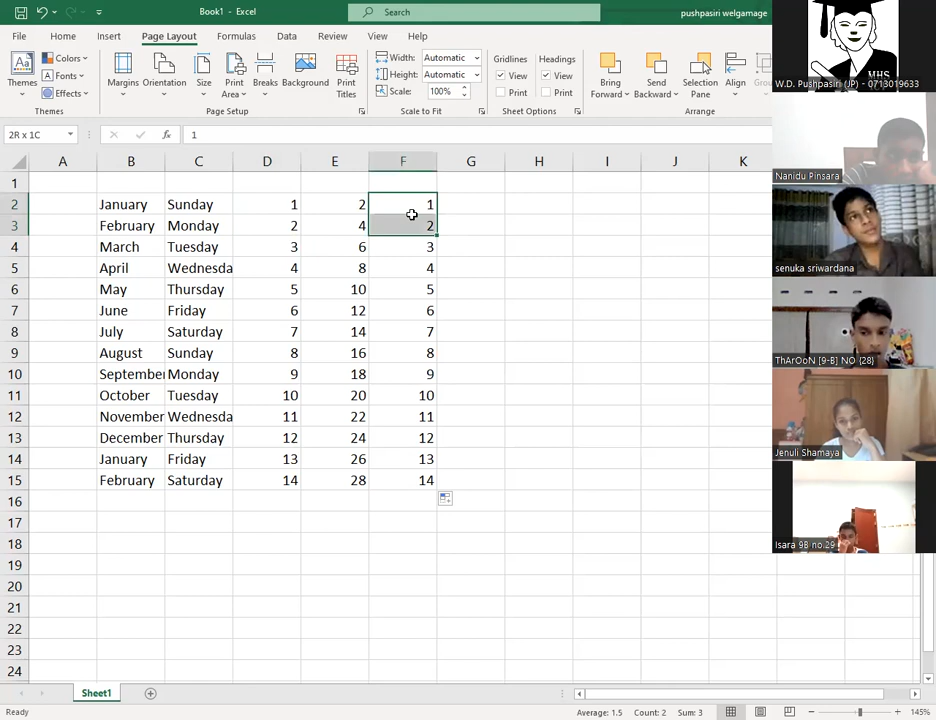 Book1 - Excel
Search
pushpasiri welgamage
File Home Insert Page Layout Formulas Data Review View Help
Themes
Colors
Fonts
Effects
Themes
Margins Orientation Size Print Area Breaks Background Print Titles
Page Setup
Width: Automatic
Height: Automatic
Scale: 100%
Scale to Fit
Gridlines Headings
View View
Print Print
Sheet Options
Bring Forward Send Backward Selection Pane Align
Arrange
2R x 1C fx 1
A B C D E F G H I J K
1
2 January Sunday 1 2 1
3 February Monday 2 4 2
4 March Tuesday 3 6 3
5 April Wednesda 4 8 4
6 May Thursday 5 10 5
7 June Friday 6 12 6
8 July Saturday 7 14 7
9 August Sunday 8 16 8
10 September Monday 9 18 9
11 October Tuesday 10 20 10
12 November Wednesda 11 22 11
13 December Thursday 12 24 12
14 January Friday 13 26 13
15 February Saturday 14 28 14
16
17
18
19
20
21
22
23
24
Sheet1
Ready
Average: 1.5 Count: 2 Sum: 3
145%
MHS
W.D. Pushpasiri (JP) - 0713019633
Nanidu Pinsara
senuka sriwardana
ThArOoN [9-B] NO {28}
Jenuli Shamaya
Isara 9B no.29